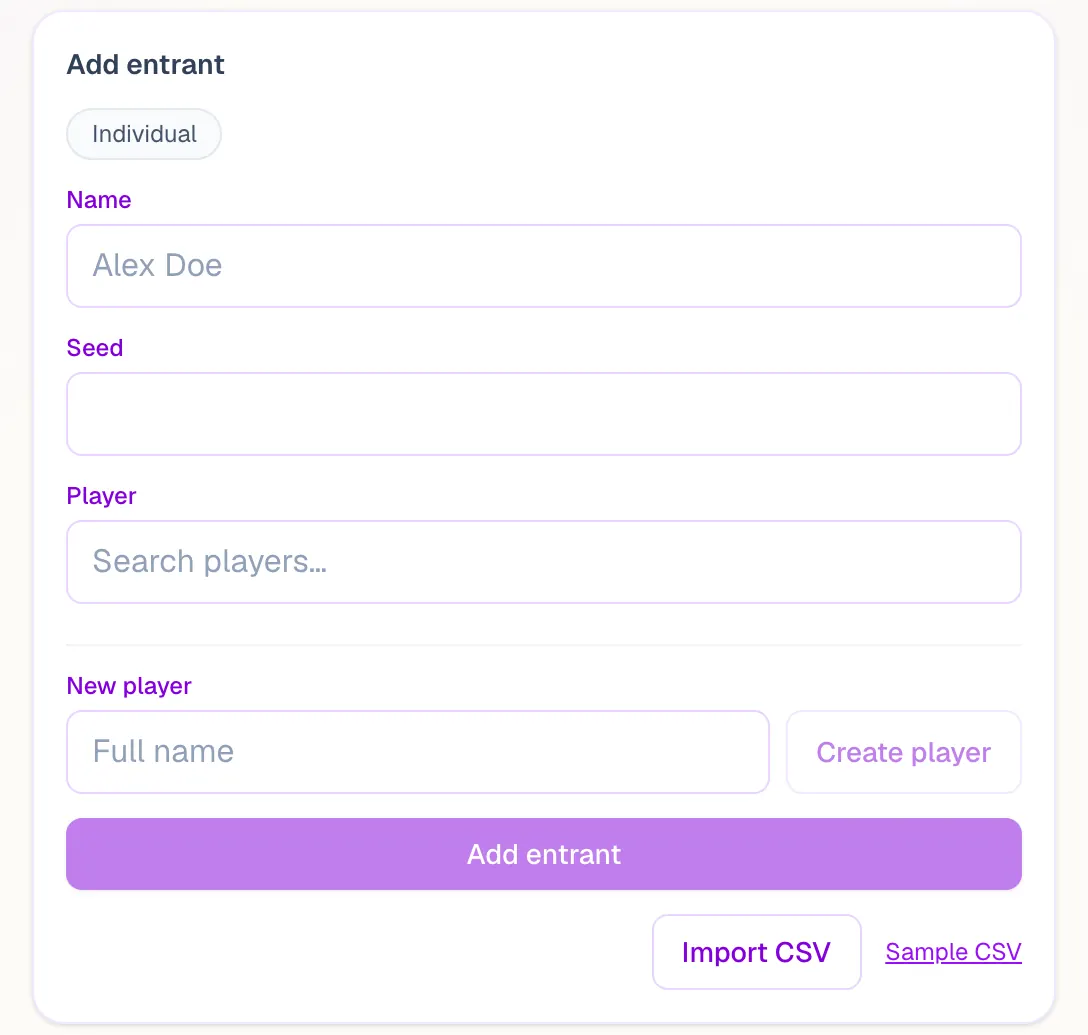 Add entrant
Individual
Name
Alex Doe
Seed
Player
Search players...
New player
Full name
Create player
Add entrant
Import CSV
Sample CSV